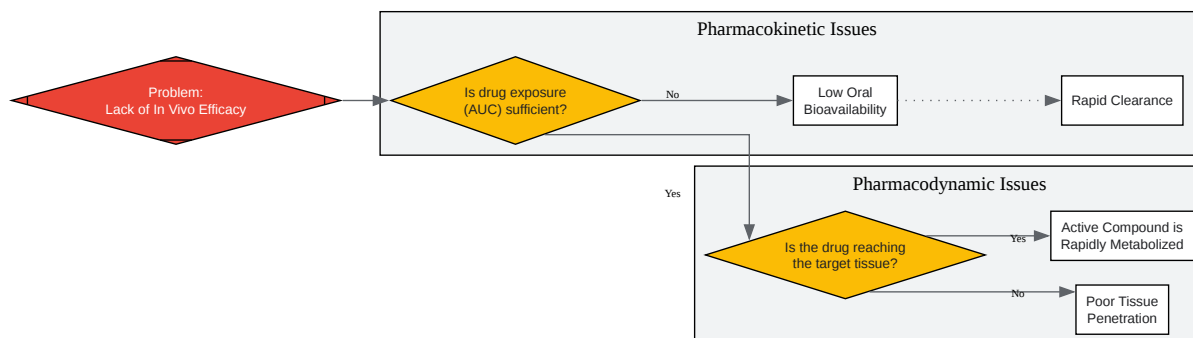 Pharmacokinetic Issues
Problem:
Lack of In Vivo Efficacy
Is drug exposure
(AUC) sufficient?
No
Low Oral
Bioavailability
Rapid Clearance
Yes
Pharmacodynamic Issues
Is the drug reaching
the target tissue?
Yes
Active Compound is
Rapidly Metabolized
No
Poor Tissue
Penetration